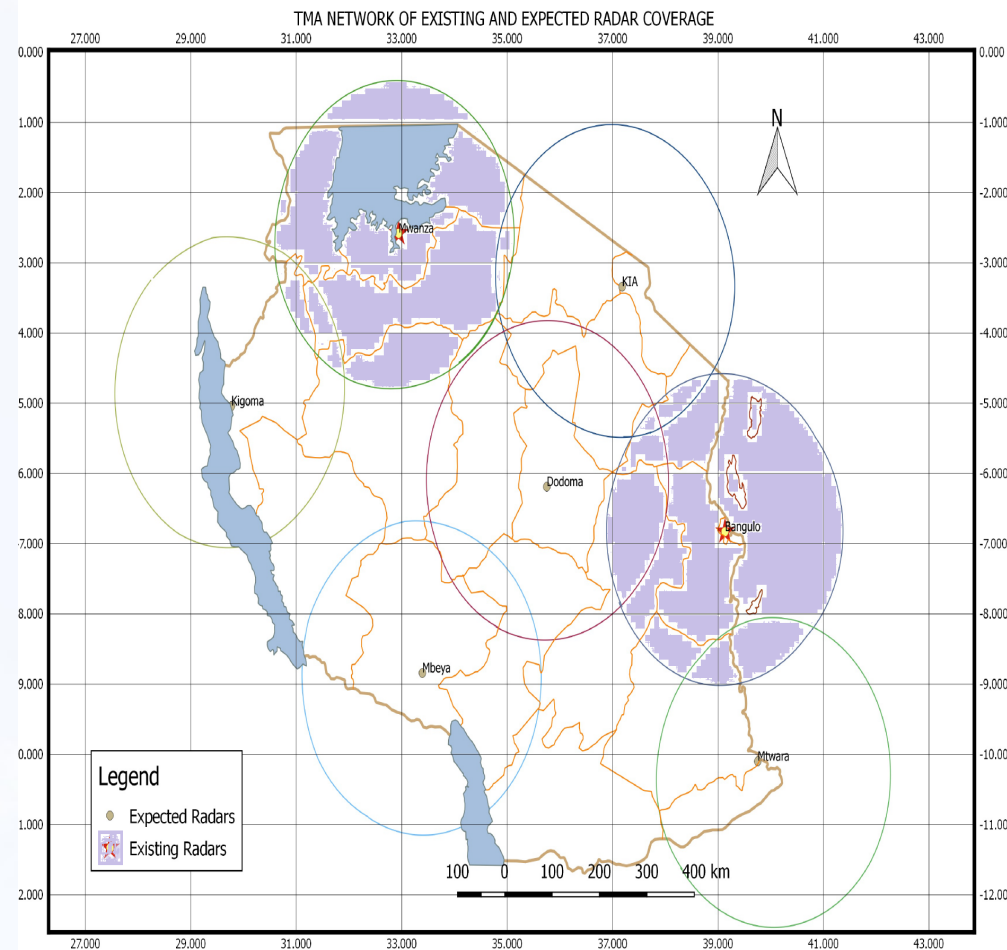 TMA NETWORK OF EXISTING AND EXPECTED RADAR COVERAGE
27.000 29.000 31.000 33.000 35.000 37.000 39.000 41.000 43.000
0.000 0.000
1.000 -1.000
N
2.000 -2.000
Mwanza
3.000 -3.000
KIA
4.000 -4.000
5.000 -5.000
Kigoma
6.000 -6.000
Dodoma
Bangulo
7.000 -7.000
8.000 -8.000
Mbeya
9.000 -9.000
0.000 -10.00
Mtwara
Legend
Expected Radars
1.000 -11.00
Existing Radars
100 0 100 200 300 400 km
2.000 -12.00
27.000 29.000 31.000 33.000 35.000 37.000 39.000 41.000 43.000